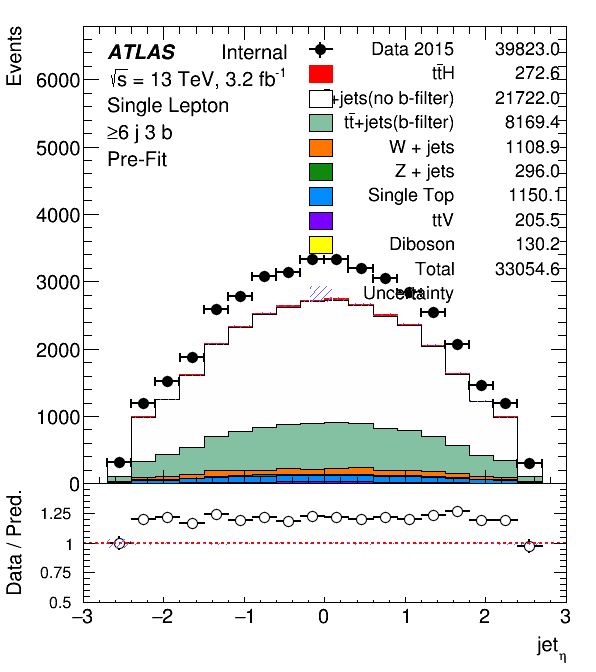 Events
6000
5000
4000
3000
2000
1000
0
ATLAS Internal
√s = 13 TeV, 3.2 fb-1
Single Lepton
≥6 j 3 b
Pre-Fit
Data 2015 39823.0
tt̄H 272.6
+jets(no b-filter) 21722.0
tt̄+jets(b-filter) 8169.4
W + jets 1108.9
Z + jets 296.0
Single Top 1150.1
ttV 205.5
Diboson 130.2
Total 33054.6
Uncertainty
Data / Pred.
1.25
1
0.75
0.5
−3 −2 −1 0 1 2 3
jetη